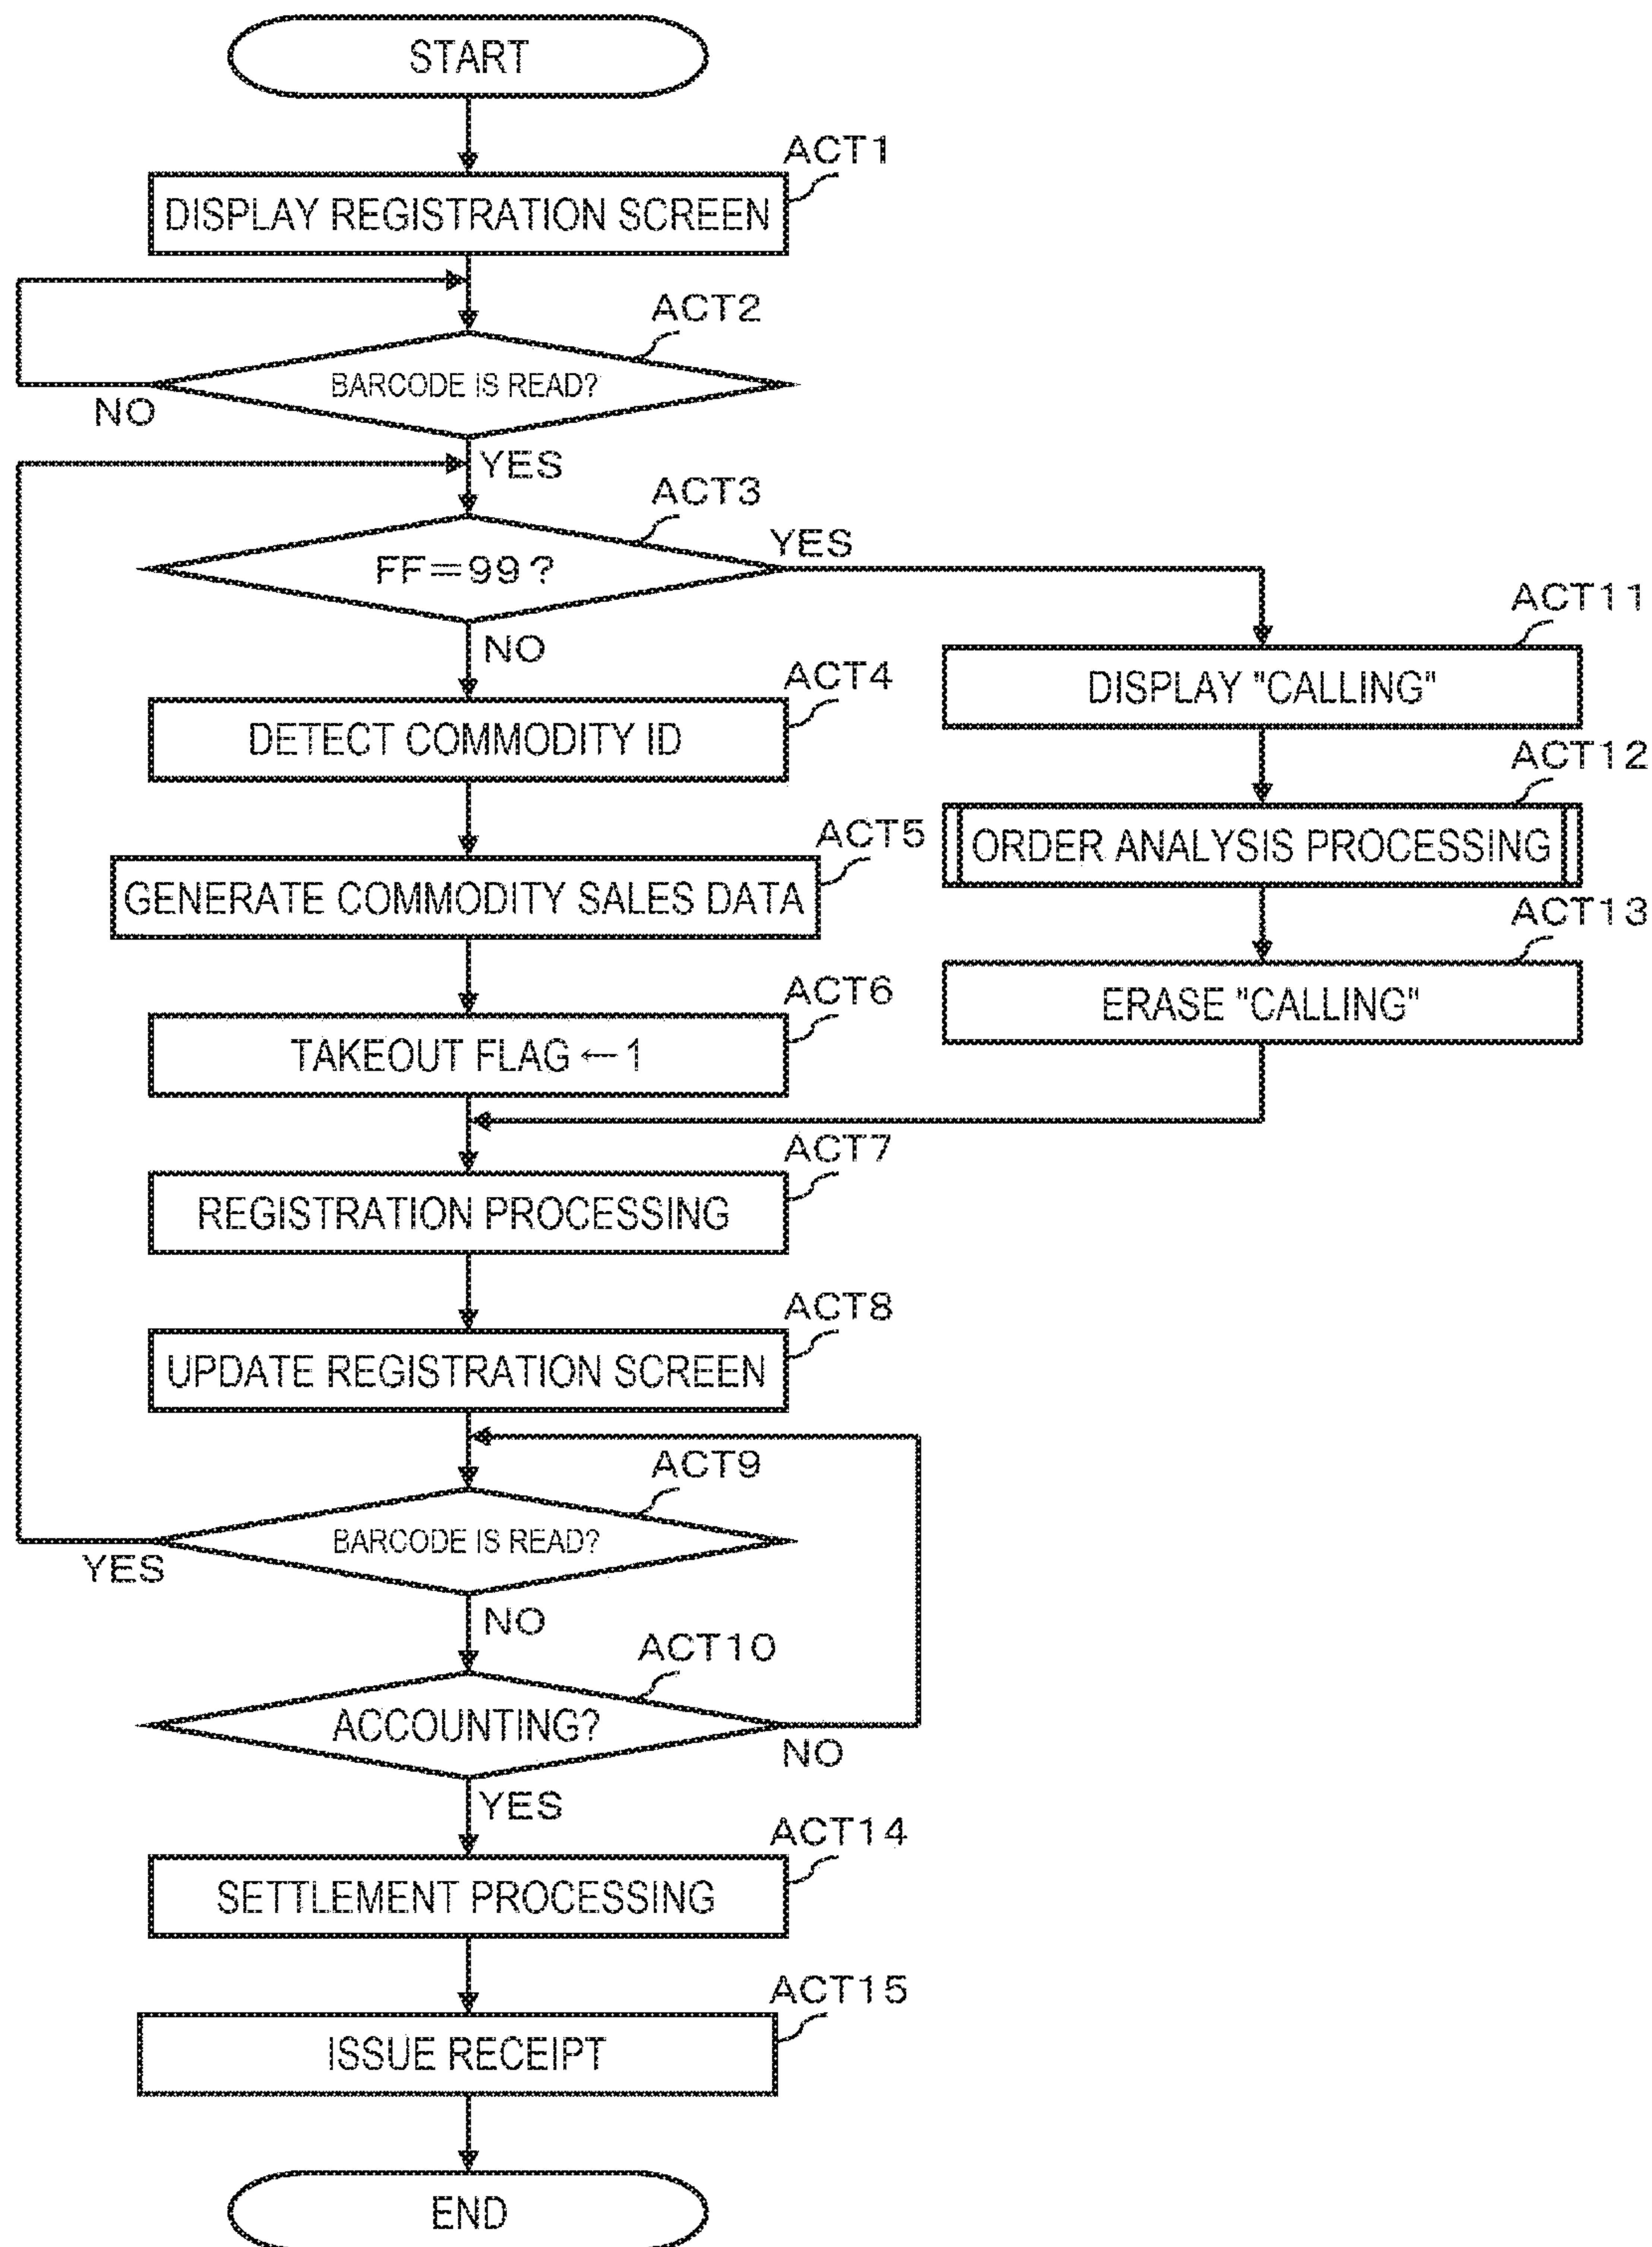 START
ACT1
DISPLAY REGISTRATION SCREEN
ACT2
BARCODE IS READ?
NO
YES
ACT3
FF=99?
YES
NO
ACT4
DETECT COMMODITY ID
ACT5
GENERATE COMMODITY SALES DATA
ACT6
TAKEOUT FLAG ← 1
ACT11
DISPLAY "CALLING"
ACT12
ORDER ANALYSIS PROCESSING
ACT13
ERASE "CALLING"
ACT7
REGISTRATION PROCESSING
ACT8
UPDATE REGISTRATION SCREEN
ACT9
BARCODE IS READ?
YES
NO
ACT10
ACCOUNTING?
NO
YES
ACT14
SETTLEMENT PROCESSING
ACT15
ISSUE RECEIPT
END